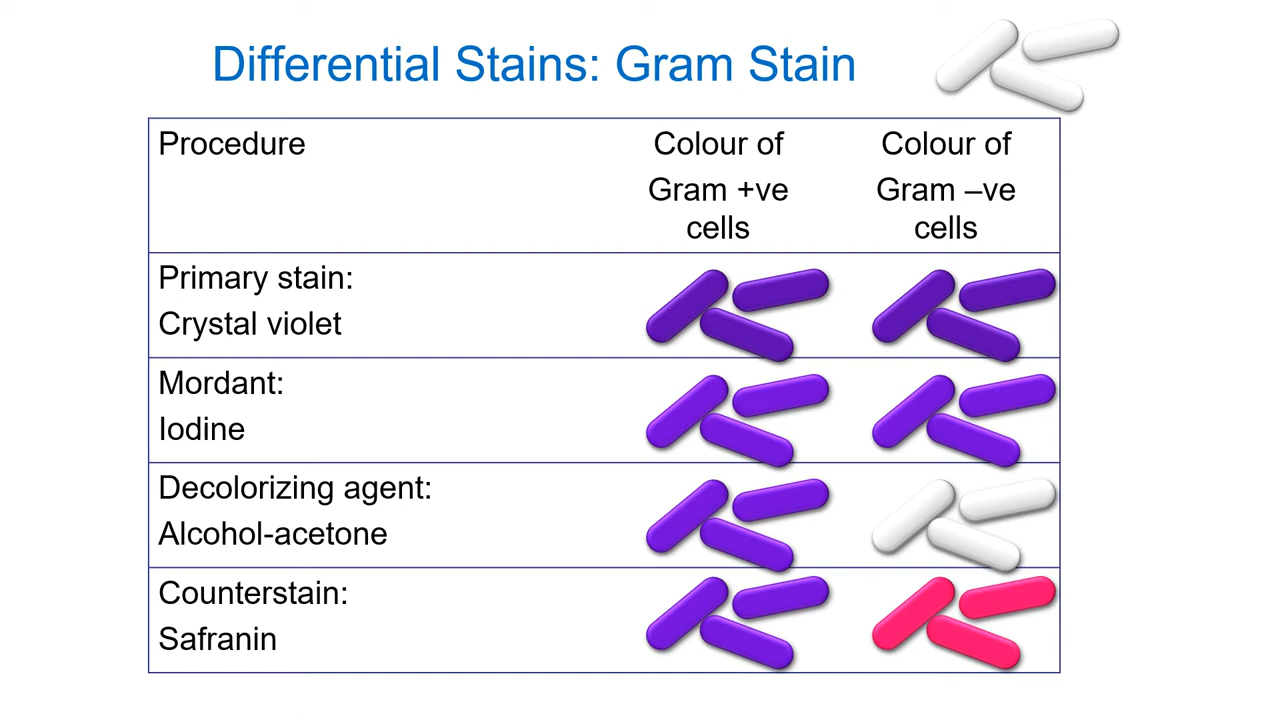 Differential Stains: Gram Stain
Procedure
Colour of
Gram +ve
cells
Colour of
Gram –ve
cells
Primary stain:
Crystal violet
Mordant:
Iodine
Decolorizing agent:
Alcohol-acetone
Counterstain:
Safranin